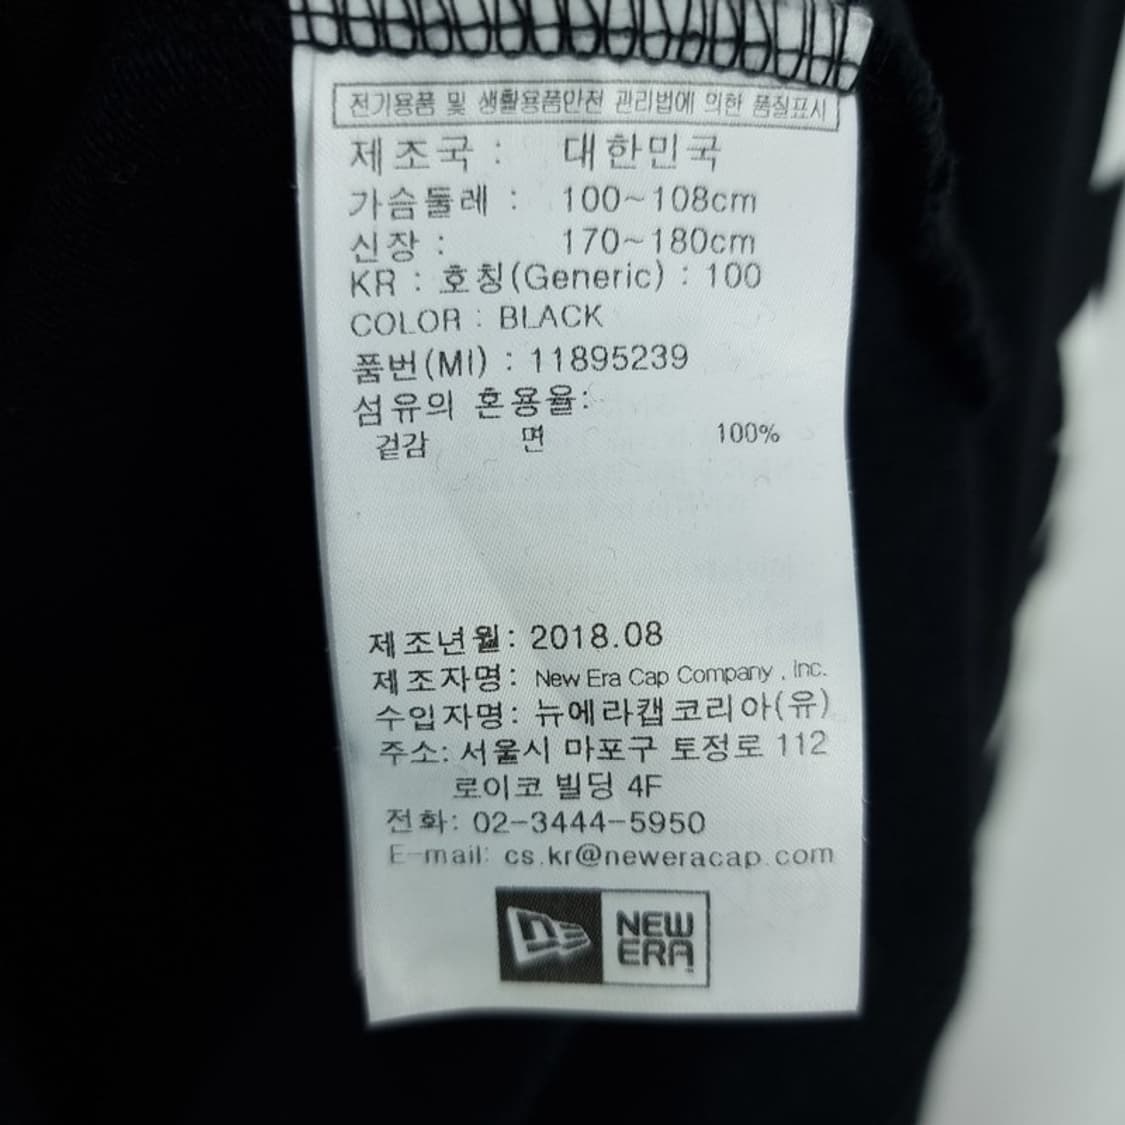 전기용품 및 생활용품안전 관리법에 의한 품질표시
제조국 : 대한민국
가슴둘레 : 100~108cm
신장 : 170~180cm
KR : 호칭(Generic) : 100
COLOR : BLACK
품번(MI) : 11895239
섬유의 혼용율:
겉감 면 100%
제조년월: 2018.08
제조자명: New Era Cap Company , Inc.
수입자명: 뉴에라캡코리아(유)
주소: 서울시 마포구 토정로 112
로이코 빌딩 4F
전화: 02-3444-5950
E-mail: cs.kr@neweracap.com
NEW
ERA